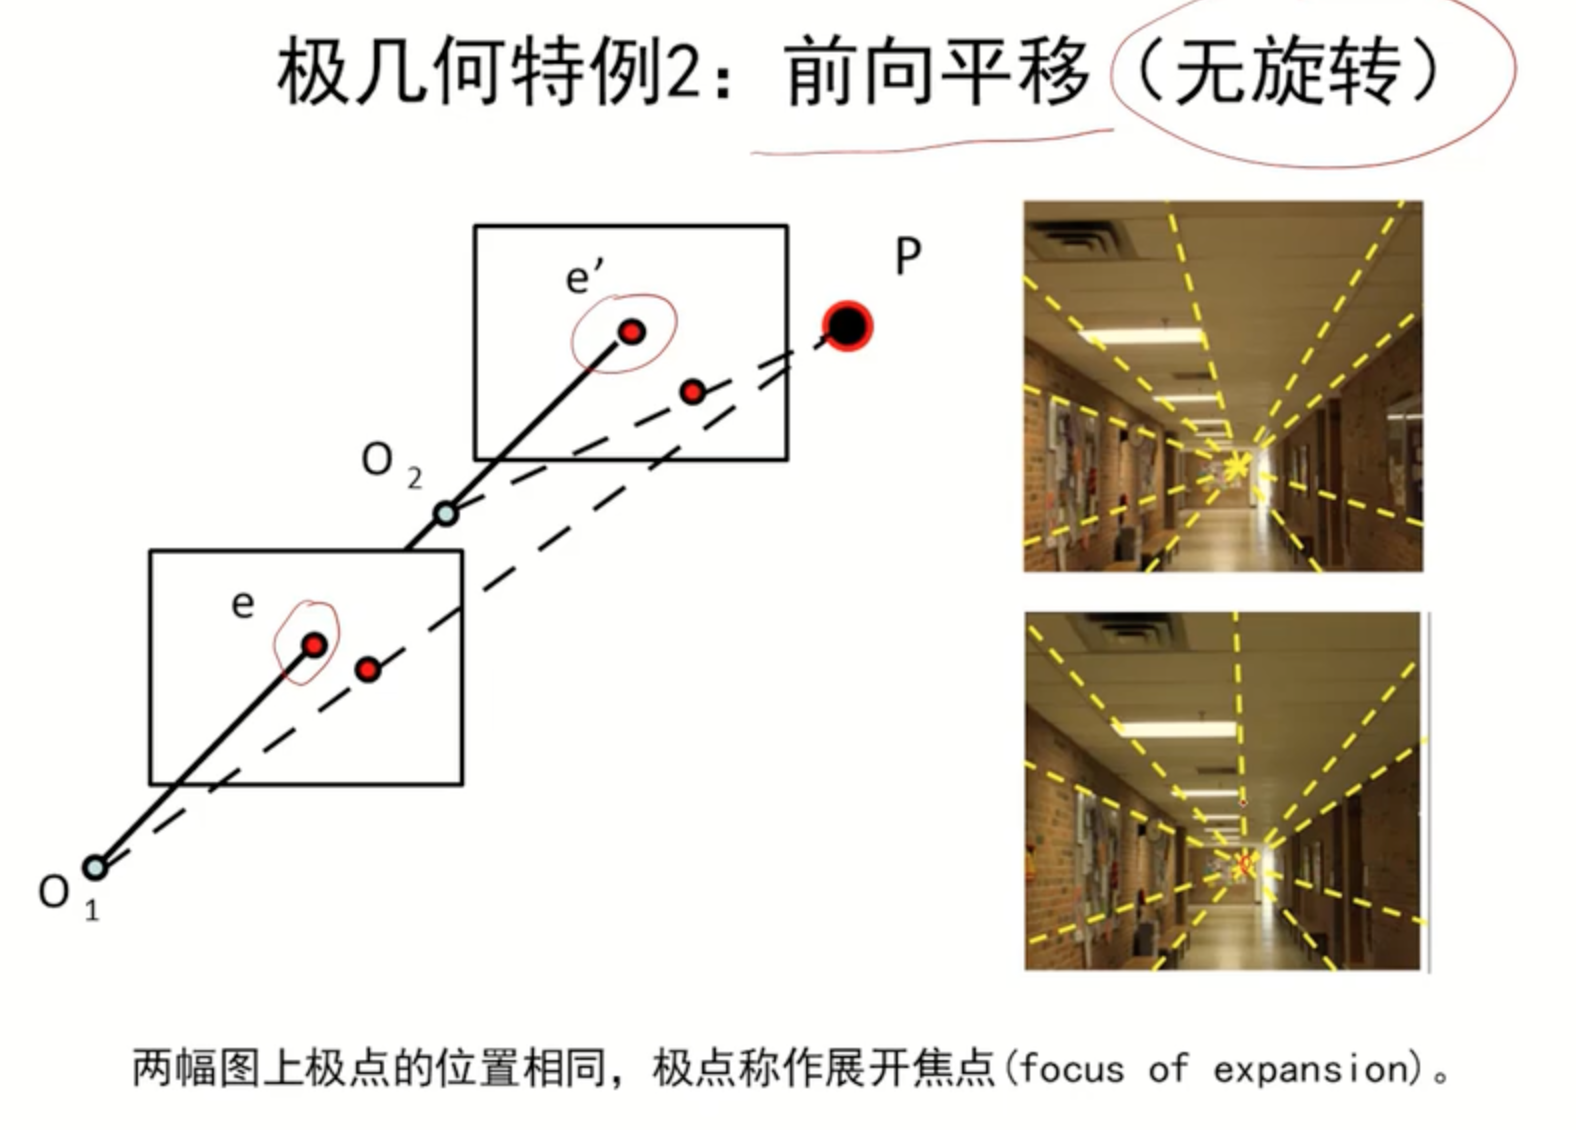 极几何特例2：前向平移（无旋转）
e’
P
O 2
e
O 1
两幅图上极点的位置相同，极点称作展开焦点(focus of expansion)。